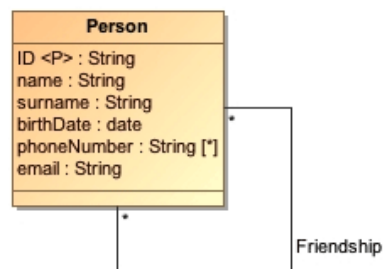 Person
ID <P> : String
name : String
surname : String
birthDate : date
phoneNumber : String [*]
email : String
*
*
Friendship